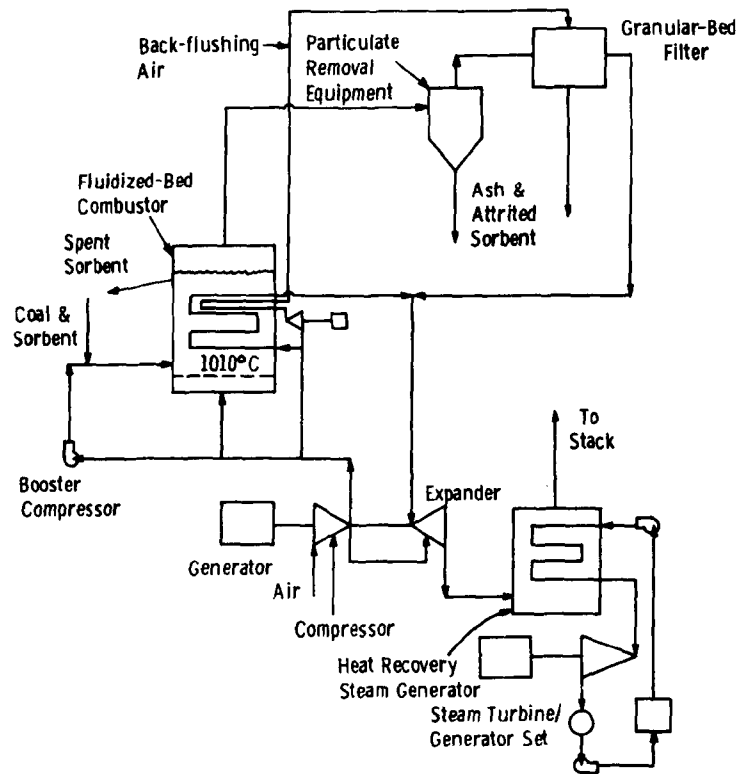 Back-flushing
Air
Particulate
Removal
Equipment
Granular-Bed
Filter
Fluidized-Bed
Combustor
Spent
Sorbent
Coal &
Sorbent
1010°C
Ash &
Attrited
Sorbent
Booster
Compressor
Generator
Air
Compressor
Expander
To
Stack
Heat Recovery
Steam Generator
Steam Turbine/
Generator Set